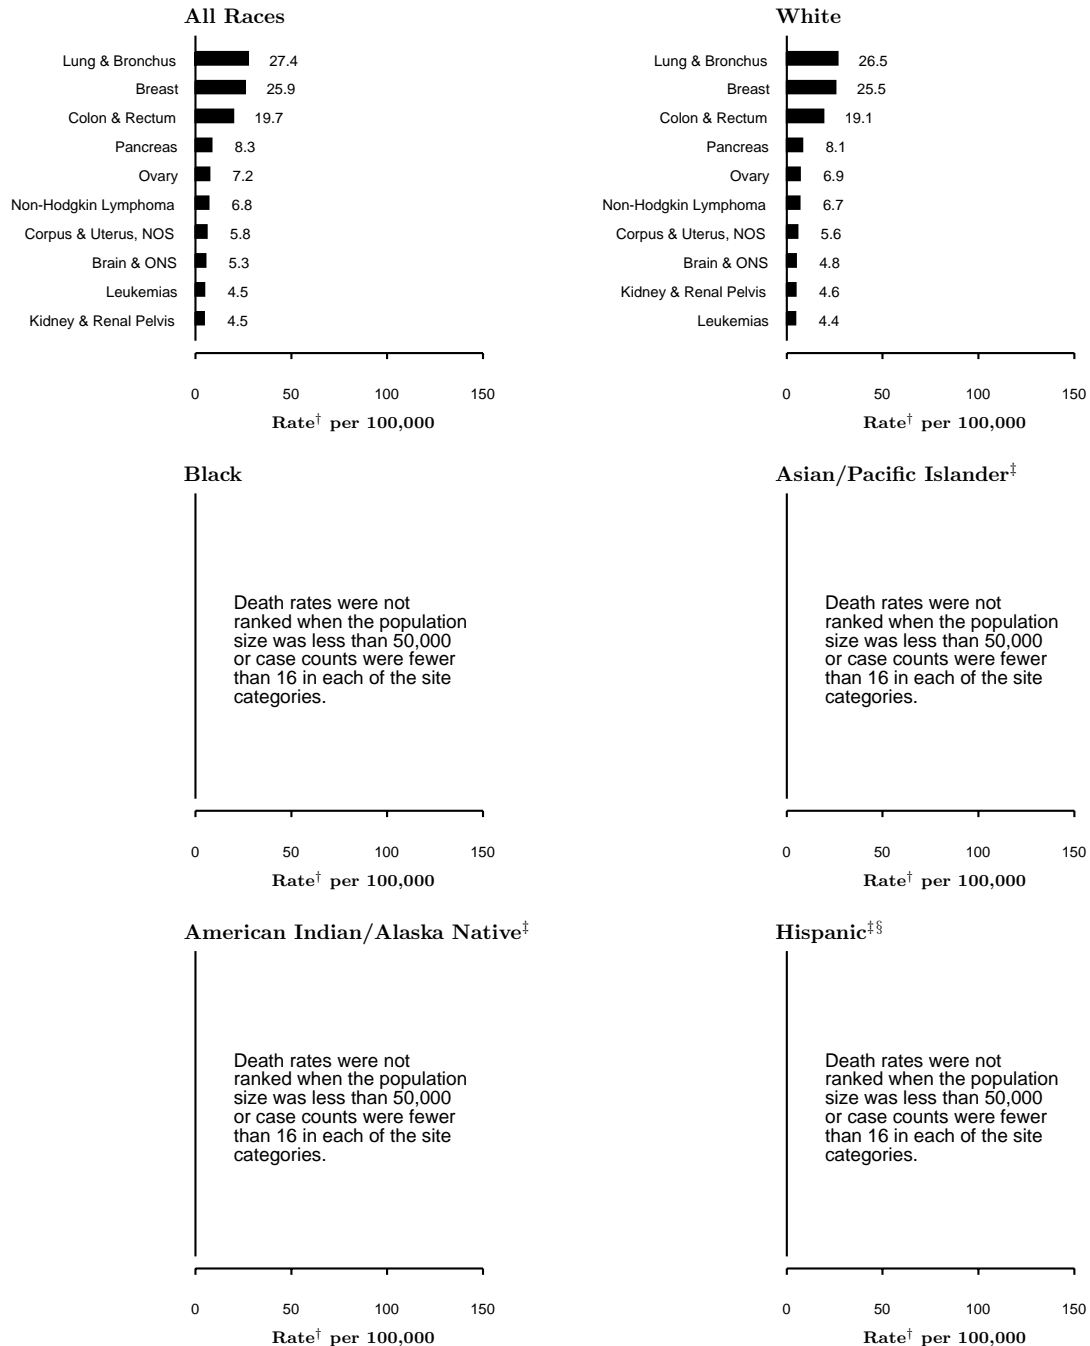 All Races
Lung & Bronchus 27.4
Breast 25.9
Colon & Rectum 19.7
Pancreas 8.3
Ovary 7.2
Non-Hodgkin Lymphoma 6.8
Corpus & Uterus, NOS 5.8
Brain & ONS 5.3
Leukemias 4.5
Kidney & Renal Pelvis 4.5
0 50 100 150
Rate† per 100,000
White
Lung & Bronchus 26.5
Breast 25.5
Colon & Rectum 19.1
Pancreas 8.1
Ovary 6.9
Non-Hodgkin Lymphoma 6.7
Corpus & Uterus, NOS 5.6
Brain & ONS 4.8
Kidney & Renal Pelvis 4.6
Leukemias 4.4
0 50 100 150
Rate† per 100,000
Black
Death rates were not
ranked when the population
size was less than 50,000
or case counts were fewer
than 16 in each of the site
categories.
0 50 100 150
Rate† per 100,000
Asian/Pacific Islander‡
Death rates were not
ranked when the population
size was less than 50,000
or case counts were fewer
than 16 in each of the site
categories.
0 50 100 150
Rate† per 100,000
American Indian/Alaska Native‡
Death rates were not
ranked when the population
size was less than 50,000
or case counts were fewer
than 16 in each of the site
categories.
0 50 100 150
Rate† per 100,000
Hispanic‡§
Death rates were not
ranked when the population
size was less than 50,000
or case counts were fewer
than 16 in each of the site
categories.
0 50 100 150
Rate† per 100,000